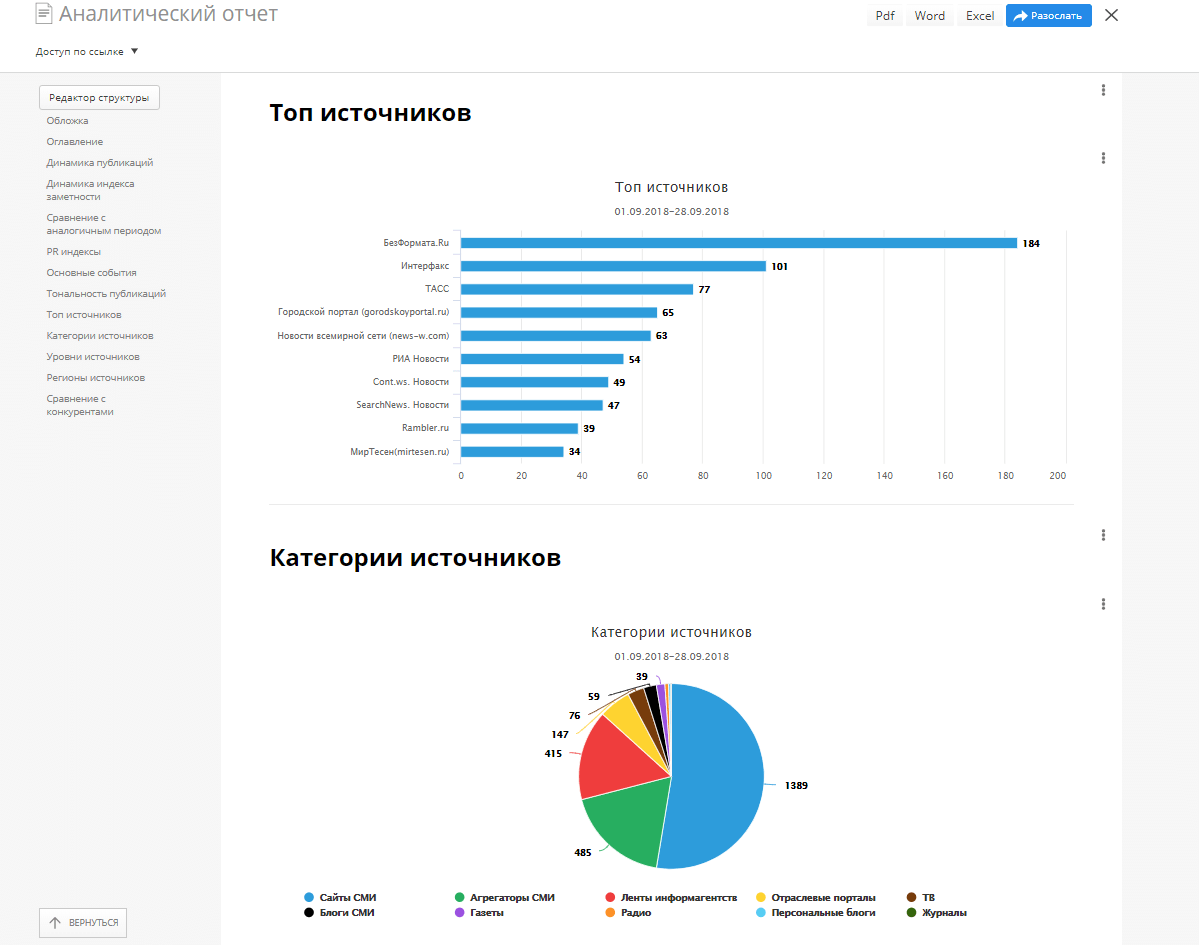 Аналитический отчет
Pdf Word Excel Разослать
Доступ по ссылке
Редактор структуры
Обложка
Оглавление
Динамика публикаций
Динамика индекса
заметности
Сравнение с
аналогичным периодом
PR индексы
Основные события
Тональность публикаций
Топ источников
Категории источников
Уровни источников
Регионы источников
Сравнение с
конкурентами
ВЕРНУТЬСЯ
Топ источников
Топ источников
01.09.2018-28.09.2018
БезФормата.Ru 184
Интерфакс 101
ТАСС 77
Городской портал (gorodskoyportal.ru) 65
Новости всемирной сети (news-w.com) 63
РИА Новости 54
Cont.ws. Новости 49
SearchNews. Новости 47
Rambler.ru 39
МирТесен(mirtesen.ru) 34
0 20 40 60 80 100 120 140 160 180 200
Категории источников
Категории источников
01.09.2018-28.09.2018
39
59
76
147
415
1389
485
Сайты СМИ Агрегаторы СМИ Ленты информагентств Отраслевые порталы ТВ
Блоги СМИ Газеты Радио Персональные блоги Журналы